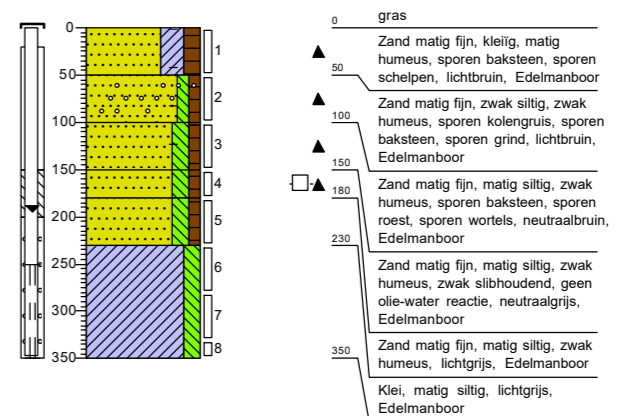 0
50
100
150
200
250
300
350
1
2
3
4
5
6
7
8
0
gras
Zand matig fijn, kleiïg, matig
humeus, sporen baksteen, sporen
schelpen, lichtbruin, Edelmanboor
50
Zand matig fijn, zwak siltig, zwak
humeus, sporen kolengruis, sporen
baksteen, sporen grind, lichtbruin,
Edelmanboor
100
Zand matig fijn, matig siltig, zwak
humeus, sporen baksteen, sporen
roest, sporen wortels, neutraalbruin,
Edelmanboor
150
Zand matig fijn, matig siltig, zwak
humeus, zwak slibhoudend, geen
olie-water reactie, neutraalgrijs,
Edelmanboor
180
Zand matig fijn, matig siltig, zwak
humeus, lichtgrijs, Edelmanboor
230
Klei, matig siltig, lichtgrijs,
Edelmanboor
350